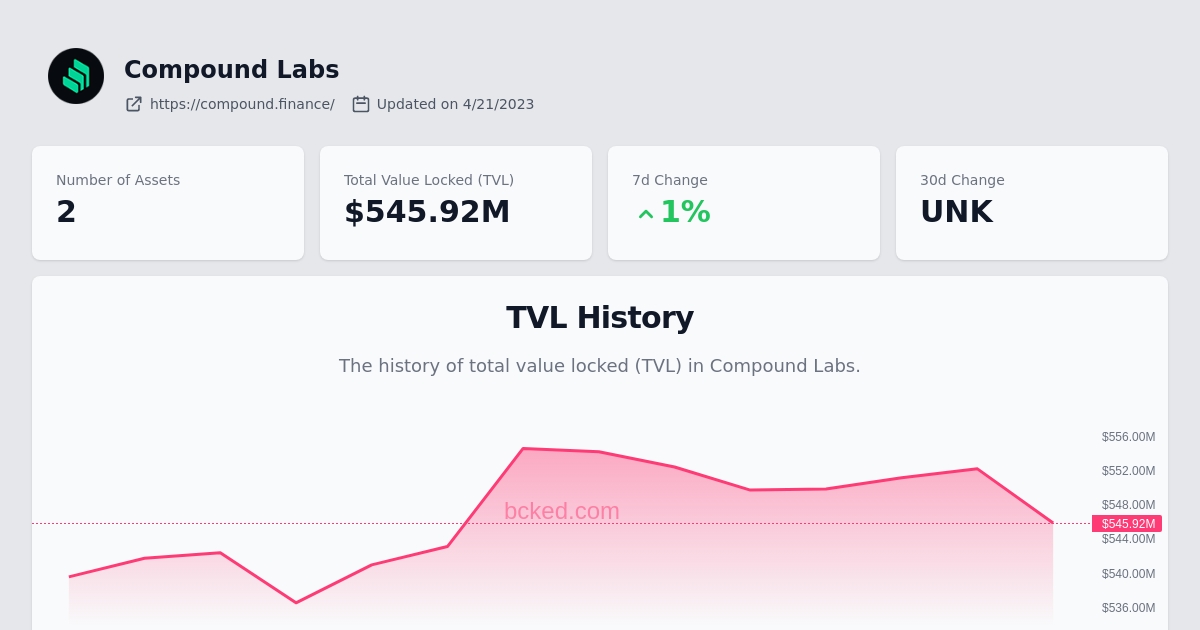 Compound Labs
https://compound.finance/ Updated on 4/21/2023
Number of Assets
2
Total Value Locked (TVL)
$545.92M
7d Change
1%
30d Change
UNK
TVL History
The history of total value locked (TVL) in Compound Labs.
bcked.com
$556.00M
$552.00M
$548.00M
$545.92M
$544.00M
$540.00M
$536.00M